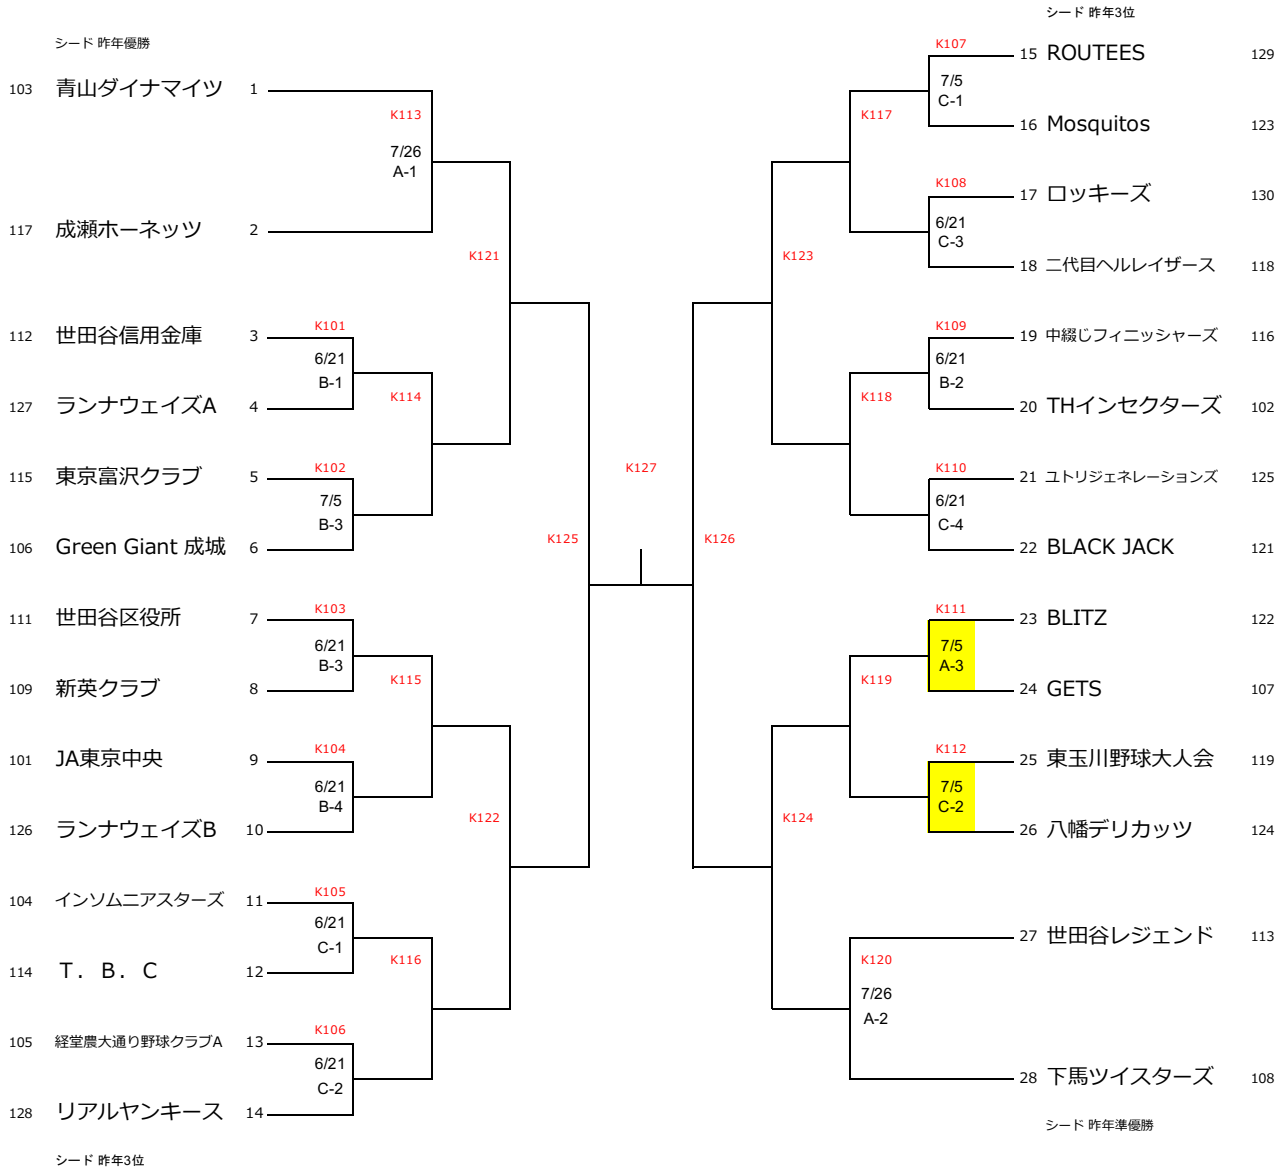 シード 昨年優勝
103 青山ダイナマイツ 1
K113
7/26
A-1
117 成瀬ホーネッツ 2
K121
112 世田谷信用金庫 3
K101
6/21
B-1
127 ランナウェイズA 4
K114
115 東京富沢クラブ 5
K102
7/5
B-3
106 Green Giant 成城 6
K125
111 世田谷区役所 7
K103
6/21
B-3
109 新英クラブ 8
K115
101 JA東京中央 9
K104
6/21
B-4
126 ランナウェイズB 10
K122
104 インソムニアスターズ 11
K105
6/21
C-1
114 T．B．C 12
K116
105 経堂農大通り野球クラブA 13
K106
6/21
C-2
128 リアルヤンキース 14
シード 昨年3位
K127
シード 昨年3位
K107
15 ROUTEES 129
7/5
C-1
K117
16 Mosquitos 123
K108
17 ロッキーズ 130
6/21
C-3
K123
18 二代目ヘルレイザース 118
K109
19 中綴じフィニッシャーズ 116
6/21
B-2
K118
20 THインセクターズ 102
K110
21 ユトリジェネレーションズ 125
6/21
C-4
K126
22 BLACK JACK 121
K111
23 BLITZ 122
7/5
A-3
K119
24 GETS 107
K112
25 東玉川野球大人会 119
7/5
C-2
K124
26 八幡デリカッツ 124
27 世田谷レジェンド 113
K120
7/26
A-2
28 下馬ツイスターズ 108
シード 昨年準優勝